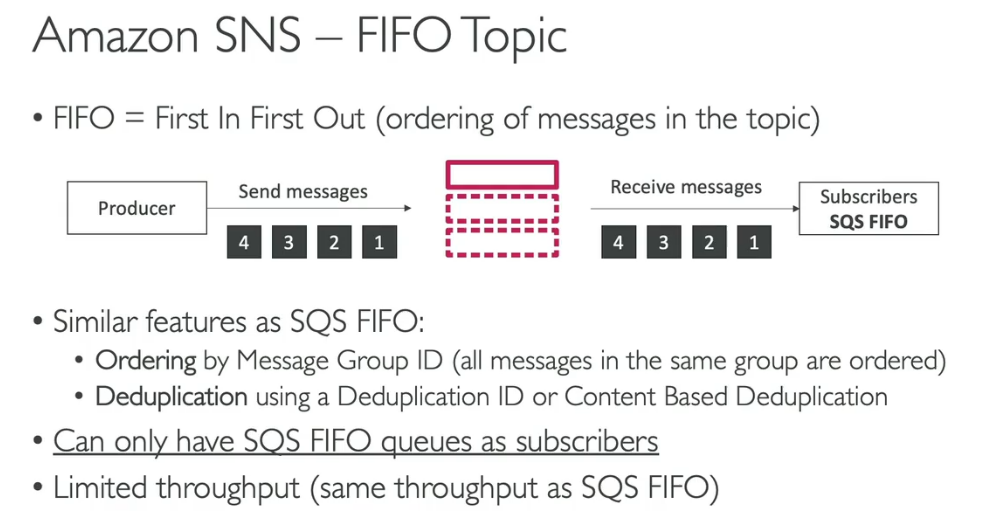 Amazon SNS – FIFO Topic
• FIFO = First In First Out (ordering of messages in the topic)
Producer
Send messages
4 3 2 1
Receive messages
4 3 2 1
Subscribers
SQS FIFO
• Similar features as SQS FIFO:
• Ordering by Message Group ID (all messages in the same group are ordered)
• Deduplication using a Deduplication ID or Content Based Deduplication
• Can only have SQS FIFO queues as subscribers
• Limited throughput (same throughput as SQS FIFO)